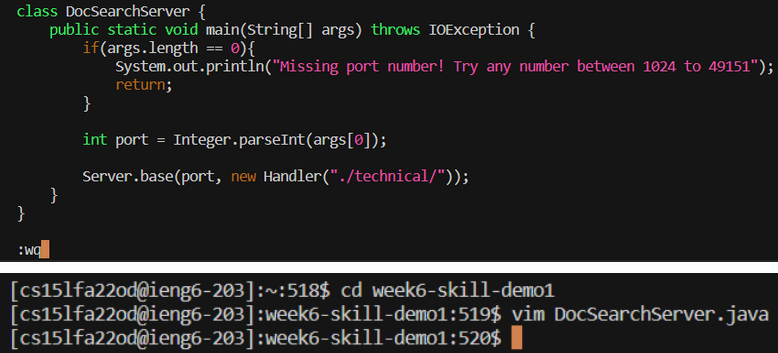 class DocSearchServer {
    public static void main(String[] args) throws IOException {
        if(args.length == 0){
            System.out.println("Missing port number! Try any number between 1024 to 49151");
            return;
        }
        int port = Integer.parseInt(args[0]);
        Server.base(port, new Handler("./technical/"));
    }
}
:wq
[cs15lfa22od@ieng6-203]:~:518$ cd week6-skill-demo1
[cs15lfa22od@ieng6-203]:week6-skill-demo1:519$ vim DocSearchServer.java
[cs15lfa22od@ieng6-203]:week6-skill-demo1:520$